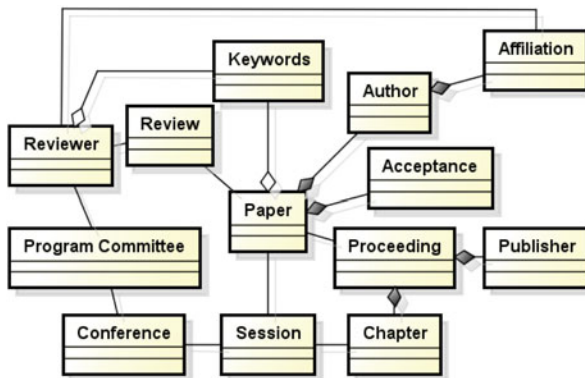 Affiliation
Keywords
Author
Review
Reviewer
Acceptance
Paper
Program Committee
Proceeding
Publisher
Conference
Session
Chapter